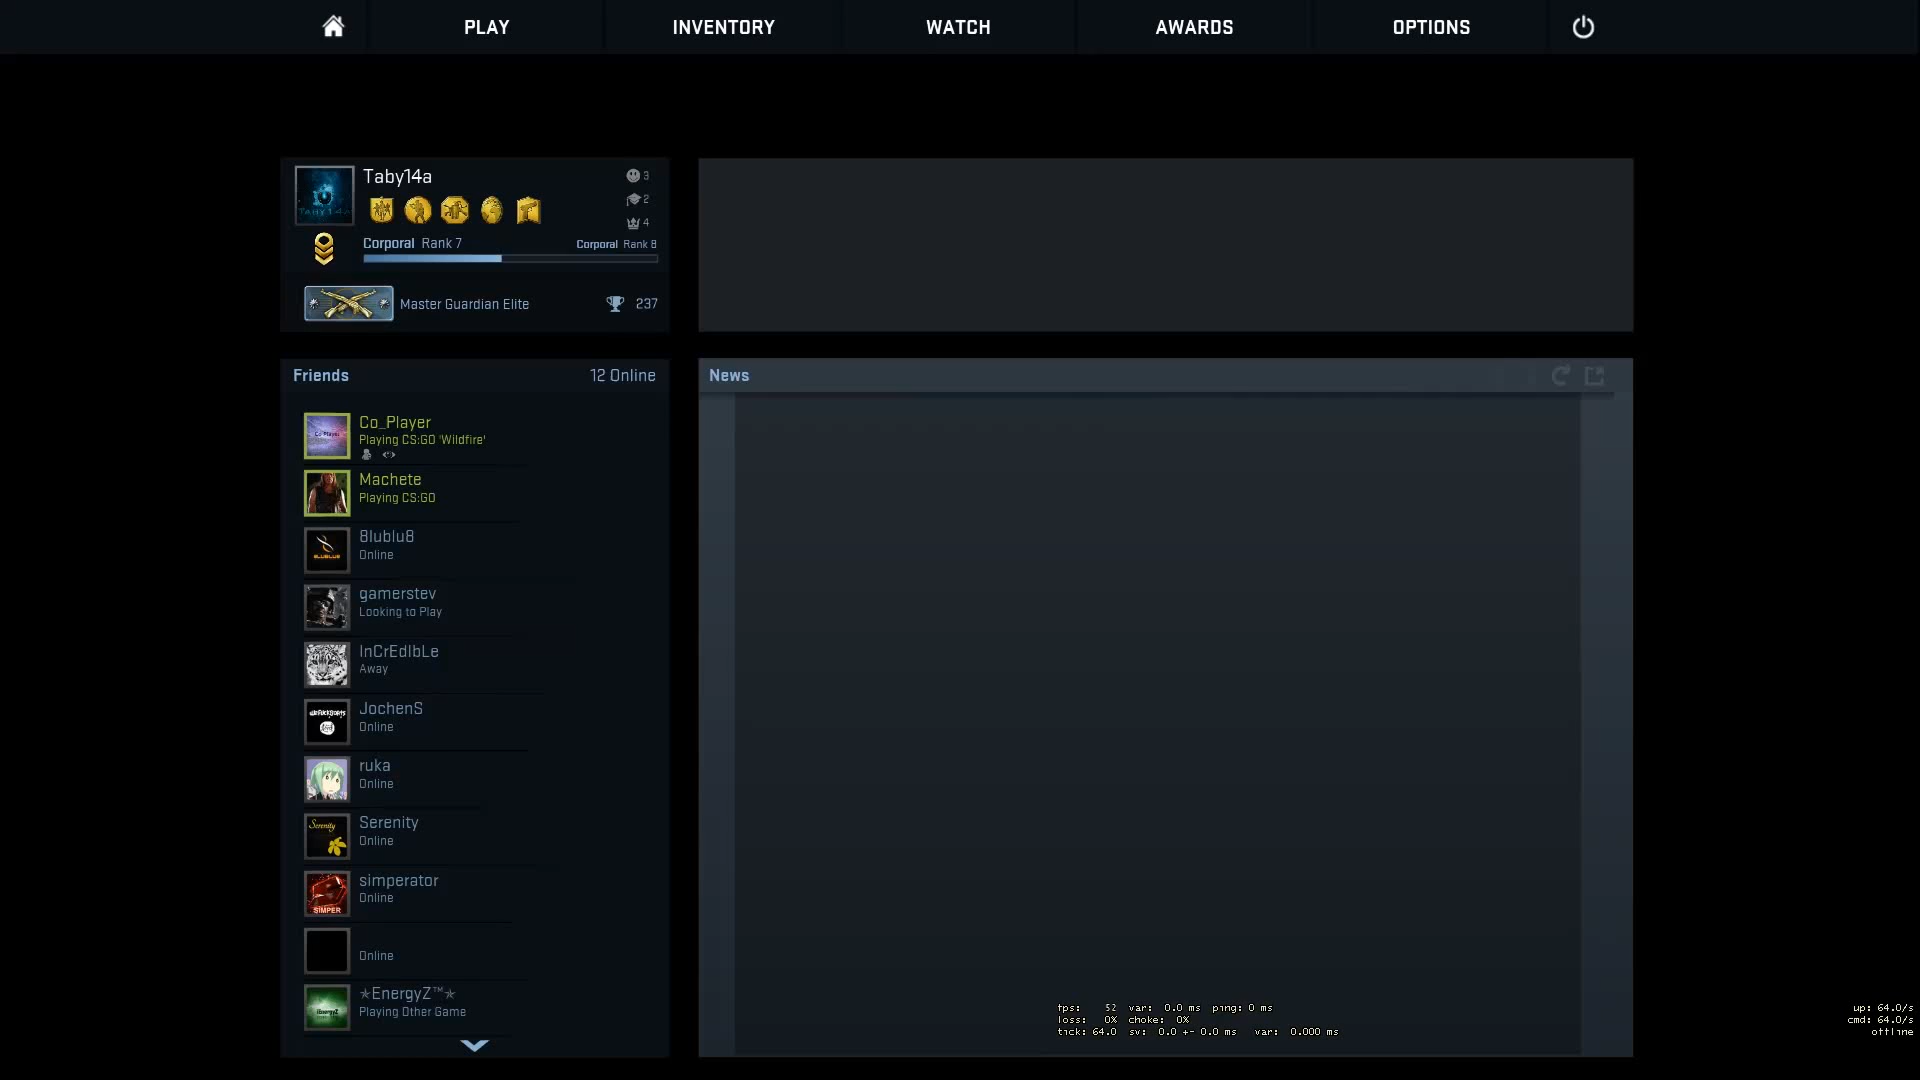 PLAY
INVENTORY
WATCH
AWARDS
OPTIONS
Taby14a
3
2
4
Corporal Rank 7
Corporal Rank 8
Master Guardian Elite
237
Friends
12 Online
Co_Player
Playing CS:GO 'Wildfire'
Machete
Playing CS:GO
8lublu8
Online
gamerstev
Looking to Play
InCrEdIbLe
Away
JochenS
Online
ruka
Online
Serenity
Serenity
Online
SIMPER
simperator
Online
Online
✯EnergyZ™✯
Playing Other Game
News
fps: 52 var: 0.0 ms ping: 0 ms
loss: 0% choke: 0%
tick: 64.0 sv: 0.0 +- 0.0 ms var: 0.000 ms
up: 64.0/s
cmd: 64.0/s
offline